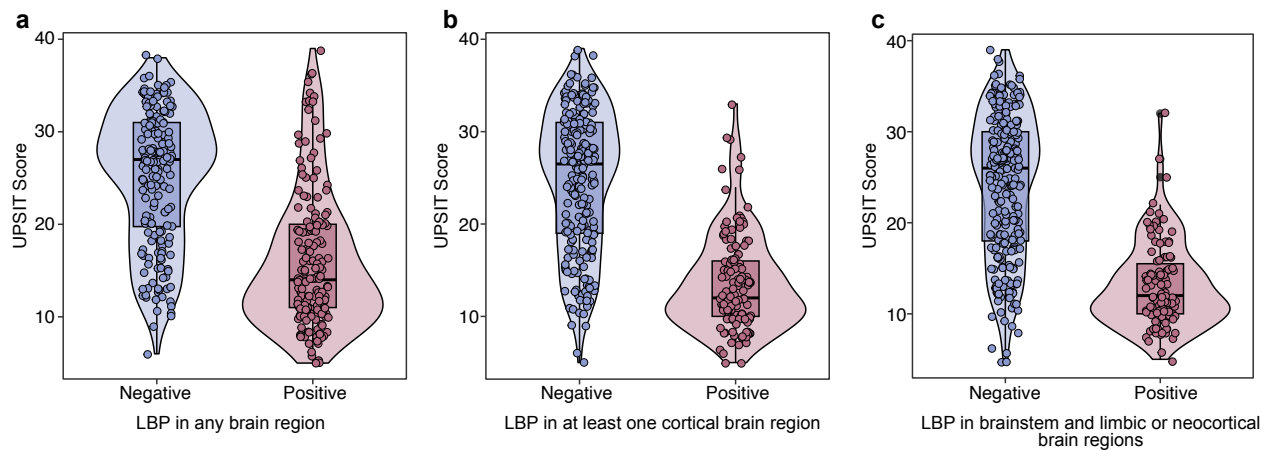 a
40
30
20
10
UPSIT Score
Negative
Positive
LBP in any brain region
b
40
30
20
10
UPSIT Score
Negative
Positive
LBP in at least one cortical brain region
c
40
30
20
10
UPSIT Score
Negative
Positive
LBP in brainstem and limbic or neocortical
brain regions